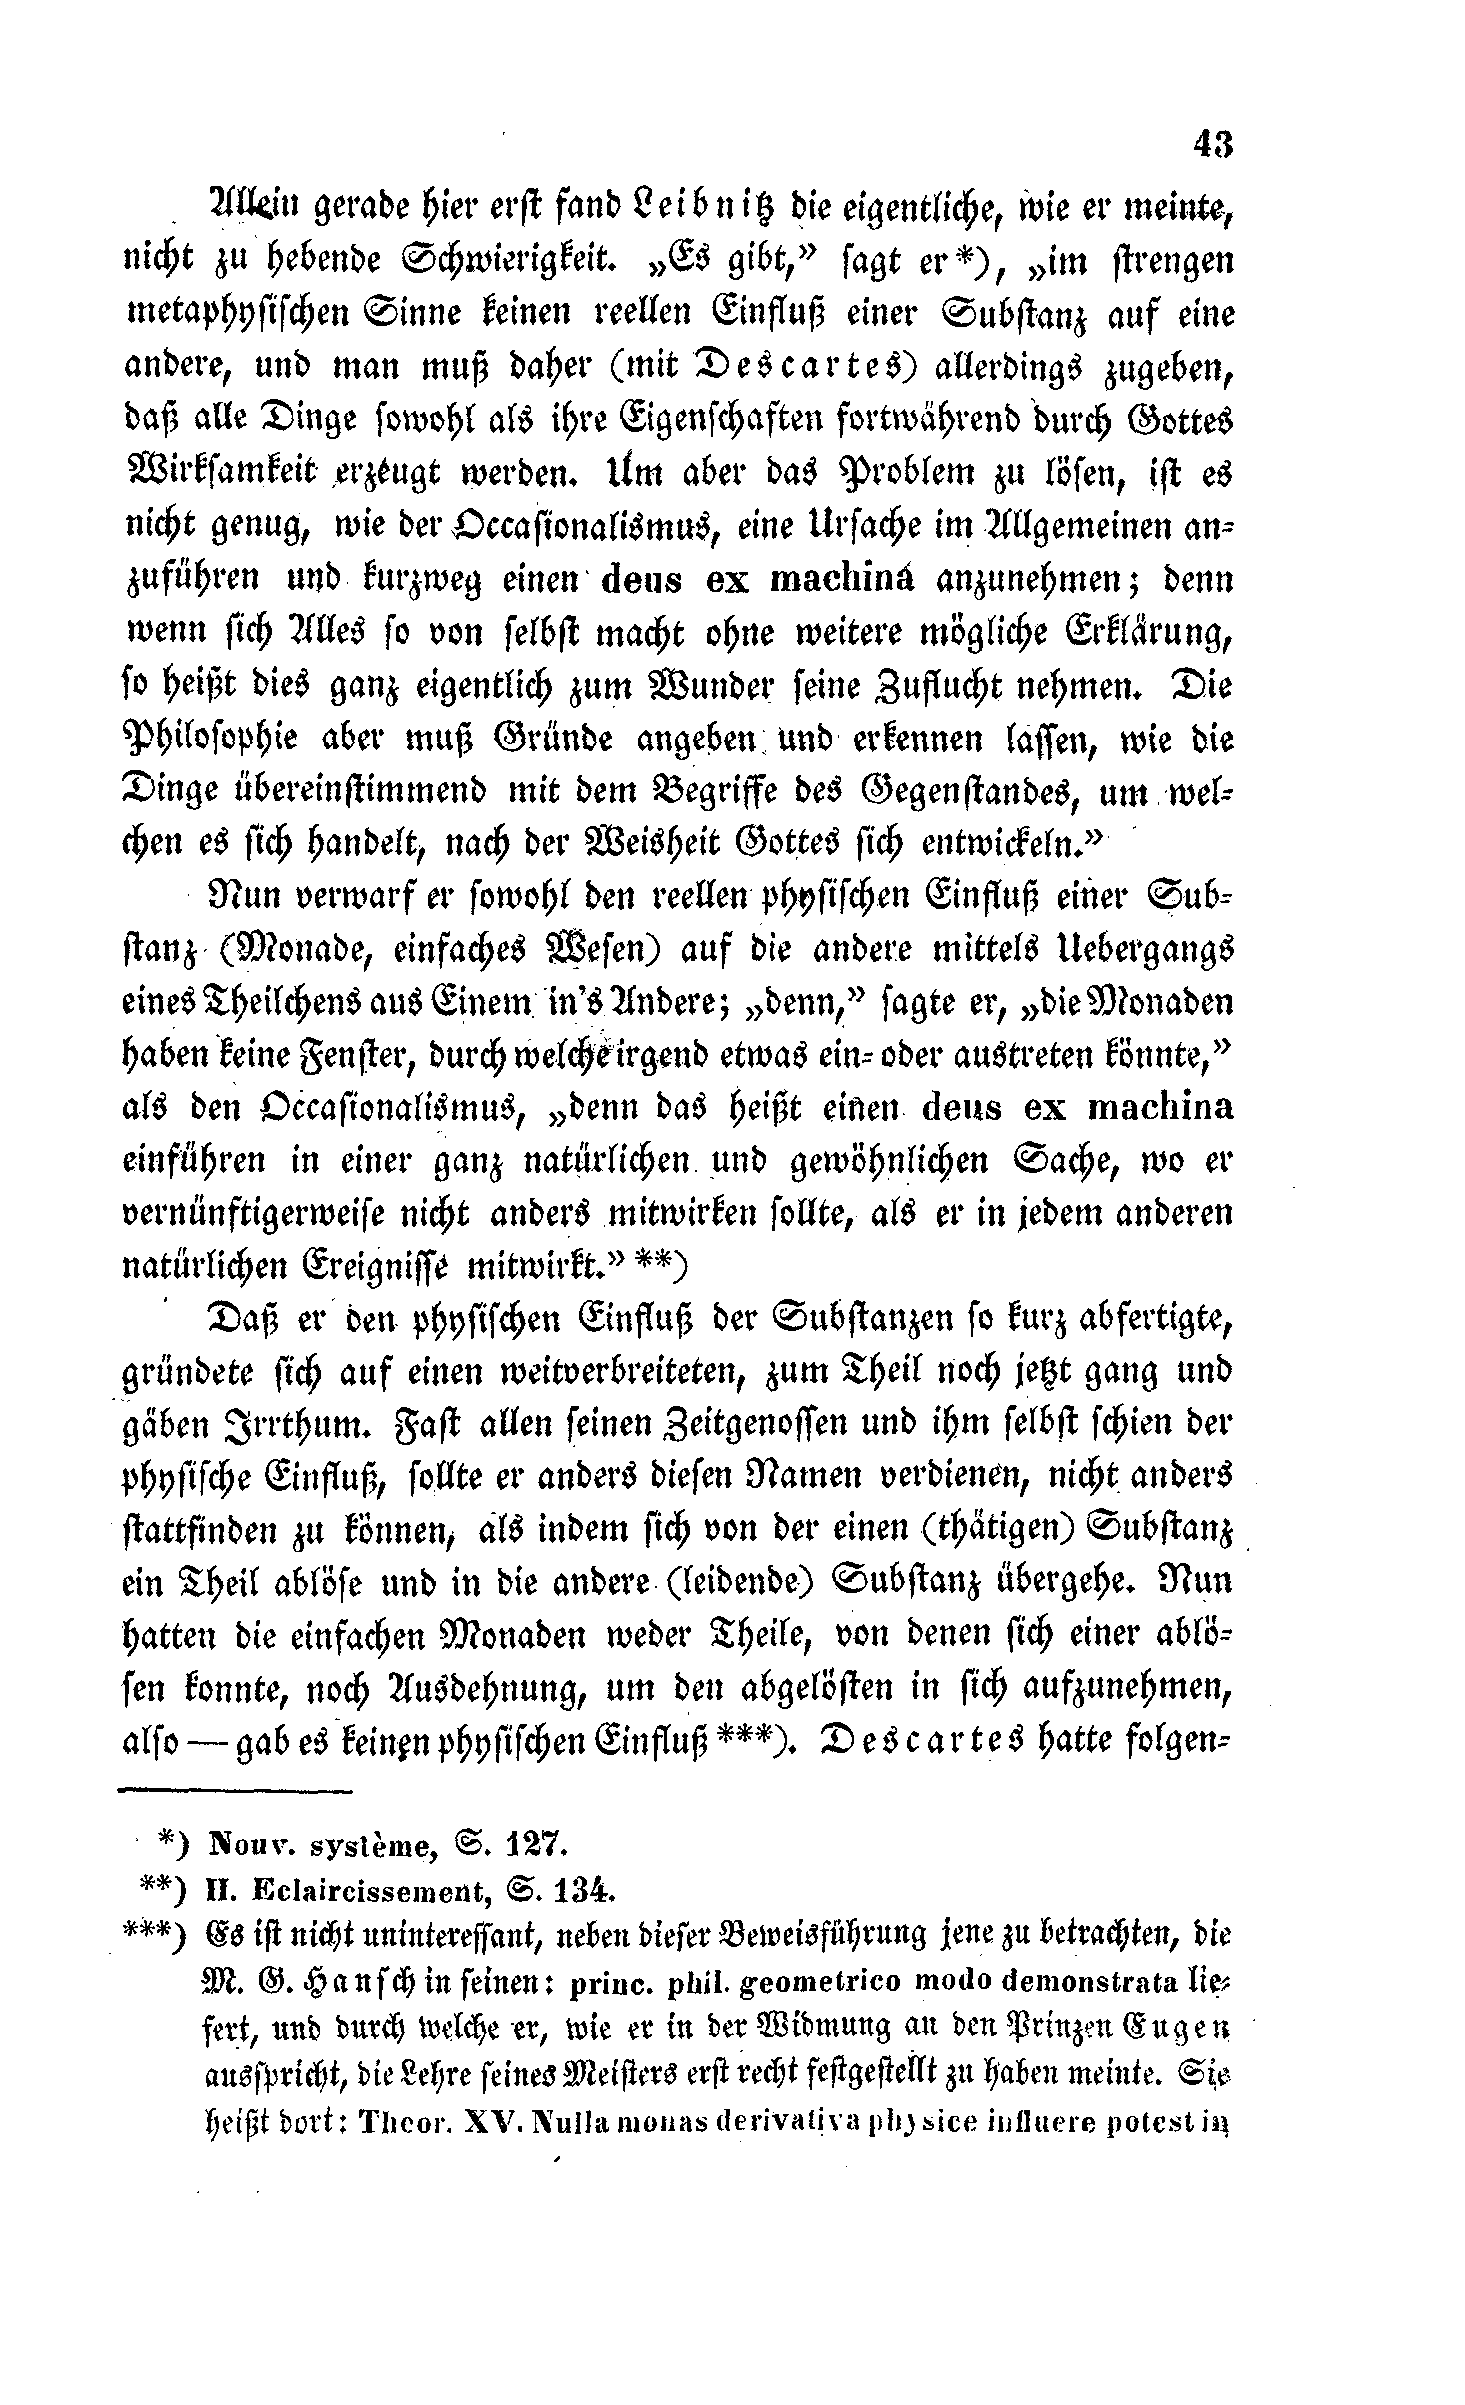 43
Allein gerade hier erst fand Leibnitz die eigentliche, wie er meinte,
nicht zu hebende Schwierigkeit. „Es gibt,” sagt er *), „im strengen
metaphysischen Sinne keinen reellen Einfluß einer Substanz auf eine
andere, und man muß daher (mit Descartes) allerdings zugeben,
daß alle Dinge sowohl als ihre Eigenschaften fortwährend durch Gottes
Wirksamkeit erzeugt werden. Um aber das Problem zu lösen, ist es
nicht genug, wie der Occasionalismus, eine Ursache im Allgemeinen an-
zuführen und kurzweg einen deus ex machina anzunehmen; denn
wenn sich Alles so von selbst macht ohne weitere mögliche Erklärung,
so heißt dies ganz eigentlich zum Wunder seine Zuflucht nehmen. Die
Philosophie aber muß Gründe angeben und erkennen lassen, wie die
Dinge übereinstimmend mit dem Begriffe des Gegenstandes, um wel-
chen es sich handelt, nach der Weisheit Gottes sich entwickeln.”
Nun verwarf er sowohl den reellen physischen Einfluß einer Sub-
stanz (Monade, einfaches Wesen) auf die andere mittels Uebergangs
eines Theilchens aus Einem in's Andere; „denn,” sagte er, „die Monaden
haben keine Fenster, durch welche irgend etwas ein- oder austreten könnte,”
als den Occasionalismus, „denn das heißt einen deus ex machina
einführen in einer ganz natürlichen und gewöhnlichen Sache, wo er
vernünftigerweise nicht anders mitwirken sollte, als er in jedem anderen
natürlichen Ereignisse mitwirkt.” **)
Daß er den physischen Einfluß der Substanzen so kurz abfertigte,
gründete sich auf einen weitverbreiteten, zum Theil noch jetzt gang und
gäben Irrthum. Fast allen seinen Zeitgenossen und ihm selbst schien der
physische Einfluß, sollte er anders diesen Namen verdienen, nicht anders
stattfinden zu können, als indem sich von der einen (thätigen) Substanz
ein Theil ablöse und in die andere (leidende) Substanz übergehe. Nun
hatten die einfachen Monaden weder Theile, von denen sich einer ablö-
sen konnte, noch Ausdehnung, um den abgelösten in sich aufzunehmen,
also — gab es keinen physischen Einfluß ***). Descartes hatte folgen-
*) Nouv. système, S. 127.
**) II. Eclaircissement, S. 134.
***) Es ist nicht uninteressant, neben dieser Beweisführung jene zu betrachten, die
M. G. Hansch in seinen: princ. phil. geometrico modo demonstrata lie-
fert, und durch welche er, wie er in der Widmung an den Prinzen Eugen
ausspricht, die Lehre seines Meisters erst recht festgestellt zu haben meinte. Sie
heißt dort: Theor. XV. Nulla monas derivativa physice influere potest in